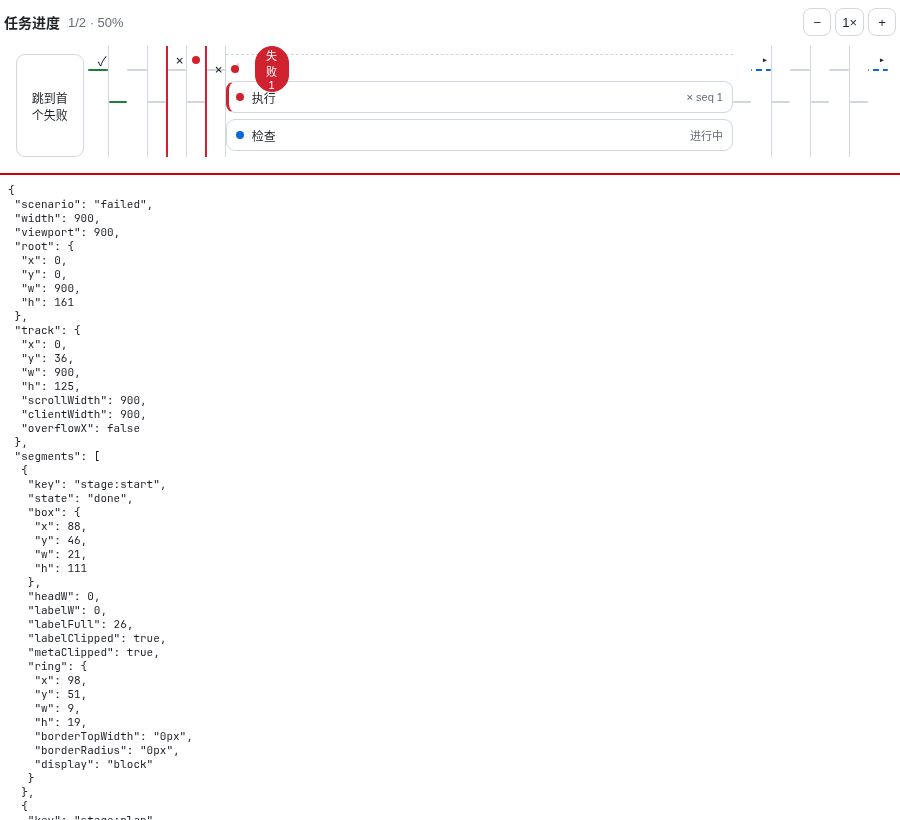 任务进度 1/2 · 50%
− 1× +
跳到首
个失败
✓
×
×
失
败
1
▸
▸
执行
× seq 1
检查
进行中
{
"scenario": "failed",
"width": 900,
"viewport": 900,
"root": {
"x": 0,
"y": 0,
"w": 900,
"h": 161
},
"track": {
"x": 0,
"y": 36,
"w": 900,
"h": 125,
"scrollWidth": 900,
"clientWidth": 900,
"overflowX": false
},
"segments": [
{
"key": "stage:start",
"state": "done",
"box": {
"x": 88,
"y": 46,
"w": 21,
"h": 111
},
"headW": 0,
"labelW": 0,
"labelFull": 26,
"labelClipped": true,
"metaClipped": true,
"ring": {
"x": 98,
"y": 51,
"w": 9,
"h": 19,
"borderTopWidth": "0px",
"borderRadius": "0px",
"display": "block"
}
},
{
"key": "stage:plan"